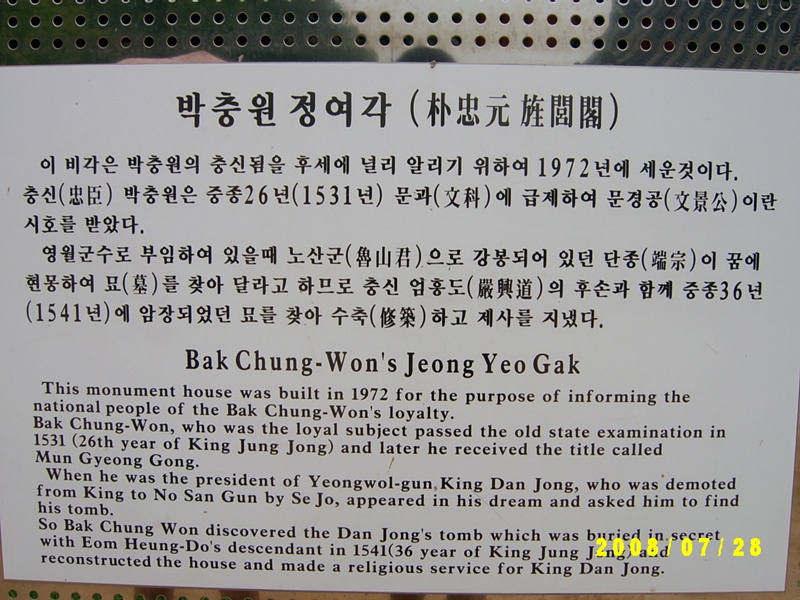 박충원 정여각 (朴忠元 旌閭閣)
이 비각은 박충원의 충신됨을 후세에 널리 알리기 위하여 1972년에 세운것이다.
충신(忠臣) 박충원은 중종26년(1531년) 문과(文科)에 급제하여 문경공(文景公)이란
시호를 받았다.
영월군수로 부임하여 있을때 노산군(魯山君)으로 강봉되어 있던 단종(端宗)이 꿈에
현몽하여 묘(墓)를 찾아 달라고 하므로 충신 엄흥도(嚴興道)의 후손과 함께 중종36년
(1541년)에 암장되었던 묘를 찾아 수축(修築)하고 제사를 지냈다.
Bak Chung-Won's Jeong Yeo Gak
This monument house was built in 1972 for the purpose of informing the
national people of the Bak Chung-Won's loyalty.
Bak Chung-Won, who was the loyal subject passed the old state examination in
1531 (26th year of King Jung Jong) and later he received the title called
Mun Gyeong Gong.
When he was the president of Yeongwol-gun, King Dan Jong, who was demoted
from King to No San Gun by Se Jo, appeared in his dream and asked him to find
his tomb.
So Bak Chung Won discovered the Dan Jong's tomb which was buried in secret
with Eom Heung-Do's descendant in 1541(36 year of King Jung
reconstructed the house and made a religious service for King Dan Jong.
2008/07/28